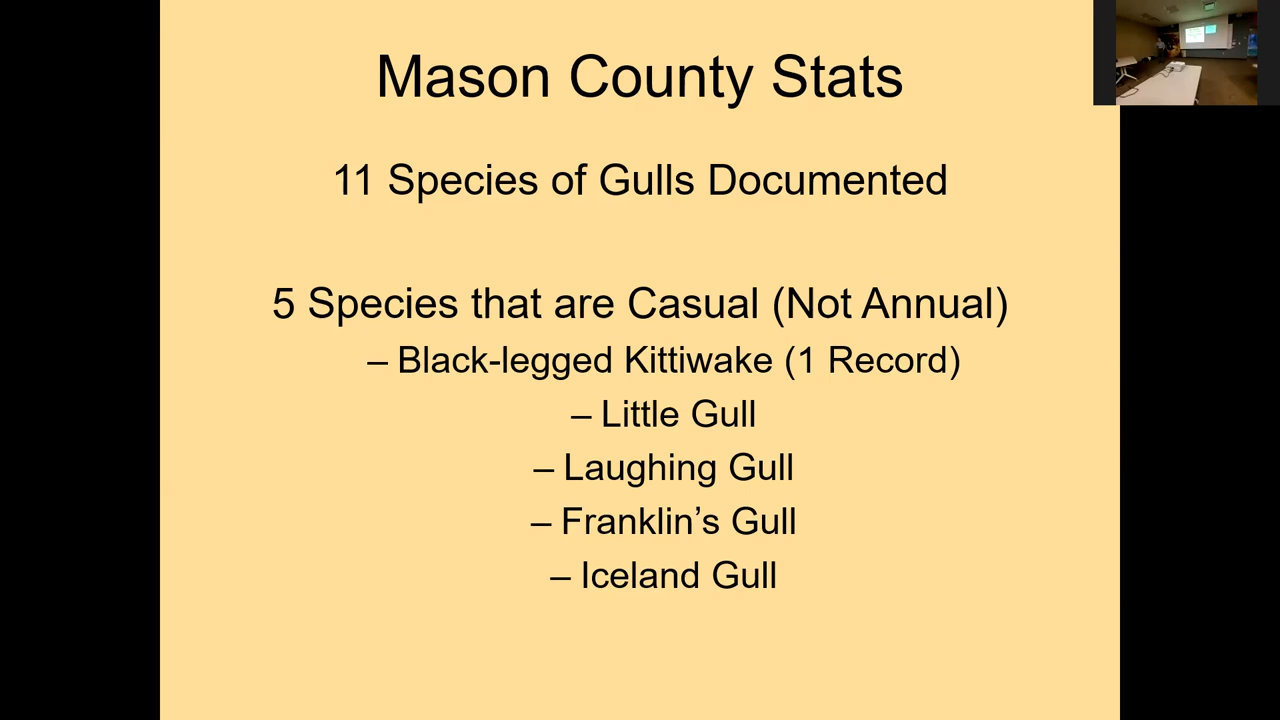 Mason County Stats
11 Species of Gulls Documented
5 Species that are Casual (Not Annual)
– Black-legged Kittiwake (1 Record)
– Little Gull
– Laughing Gull
– Franklin’s Gull
– Iceland Gull